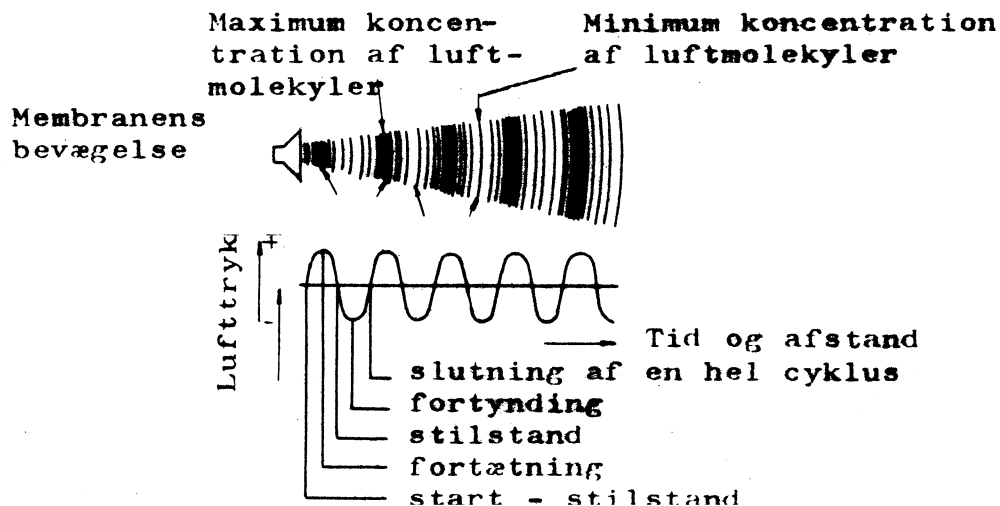 Maximum koncen-
tration af luft-
molekyler
Minimum koncentration
af luftmolekyler
Membranens
bevægelse
Lufttryk
+
-
Tid og afstand
slutning af en hel cyklus
fortynding
stilstand
fortætning
start - stilstand